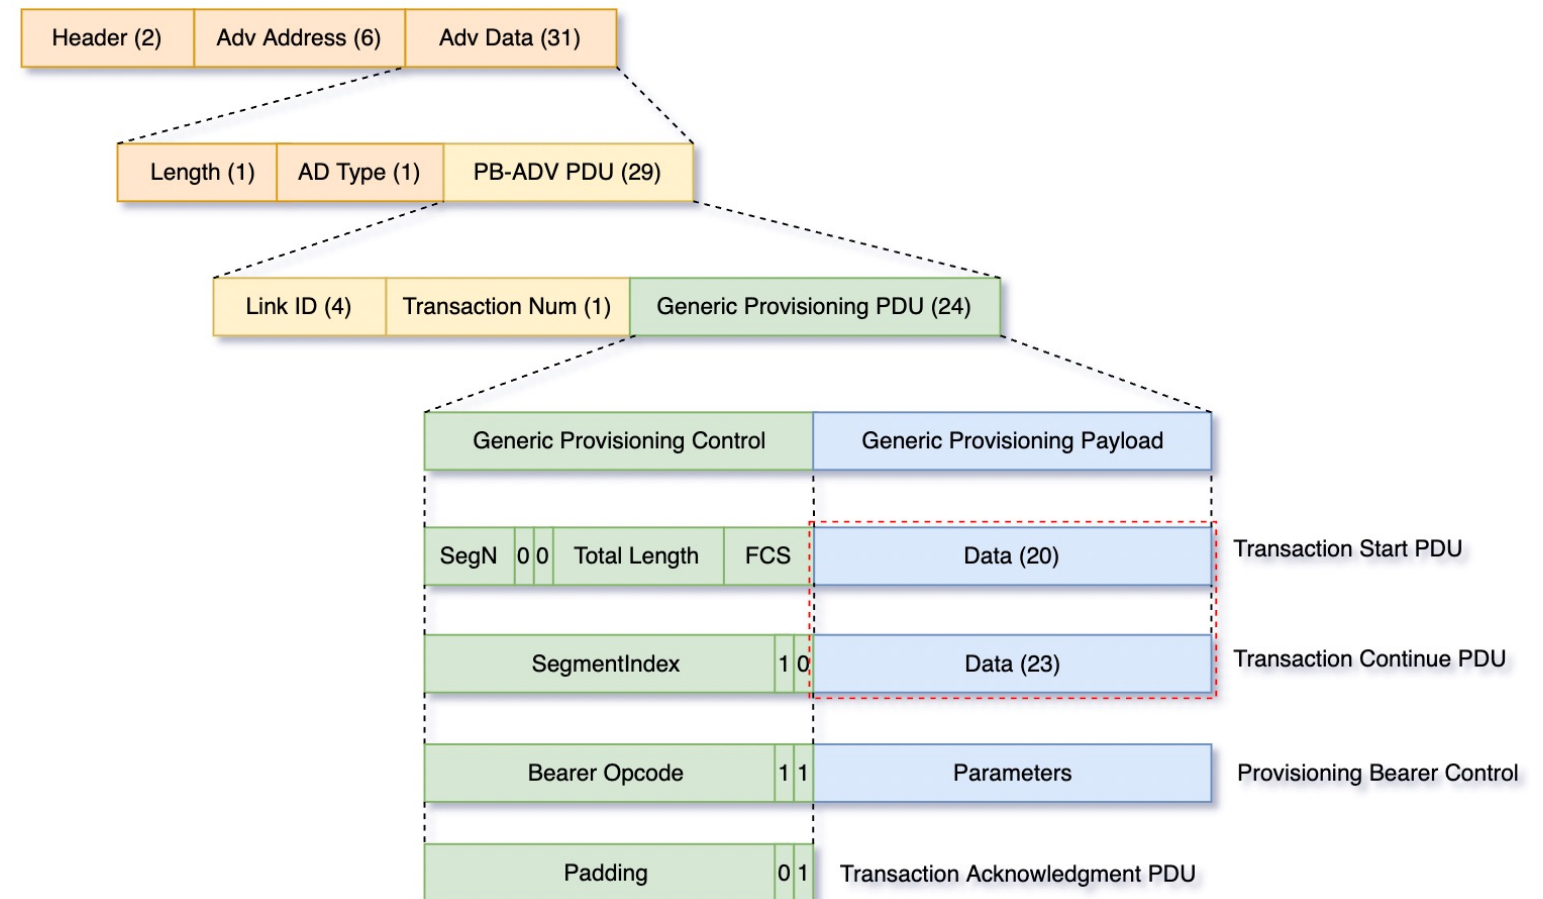 Header (2) Adv Address (6) Adv Data (31)
Length (1) AD Type (1) PB-ADV PDU (29)
Link ID (4) Transaction Num (1) Generic Provisioning PDU (24)
Generic Provisioning Control Generic Provisioning Payload
SegN 0 0 Total Length FCS Data (20) Transaction Start PDU
SegmentIndex 1 0 Data (23) Transaction Continue PDU
Bearer Opcode 1 1 Parameters Provisioning Bearer Control
Padding 0 1 Transaction Acknowledgment PDU